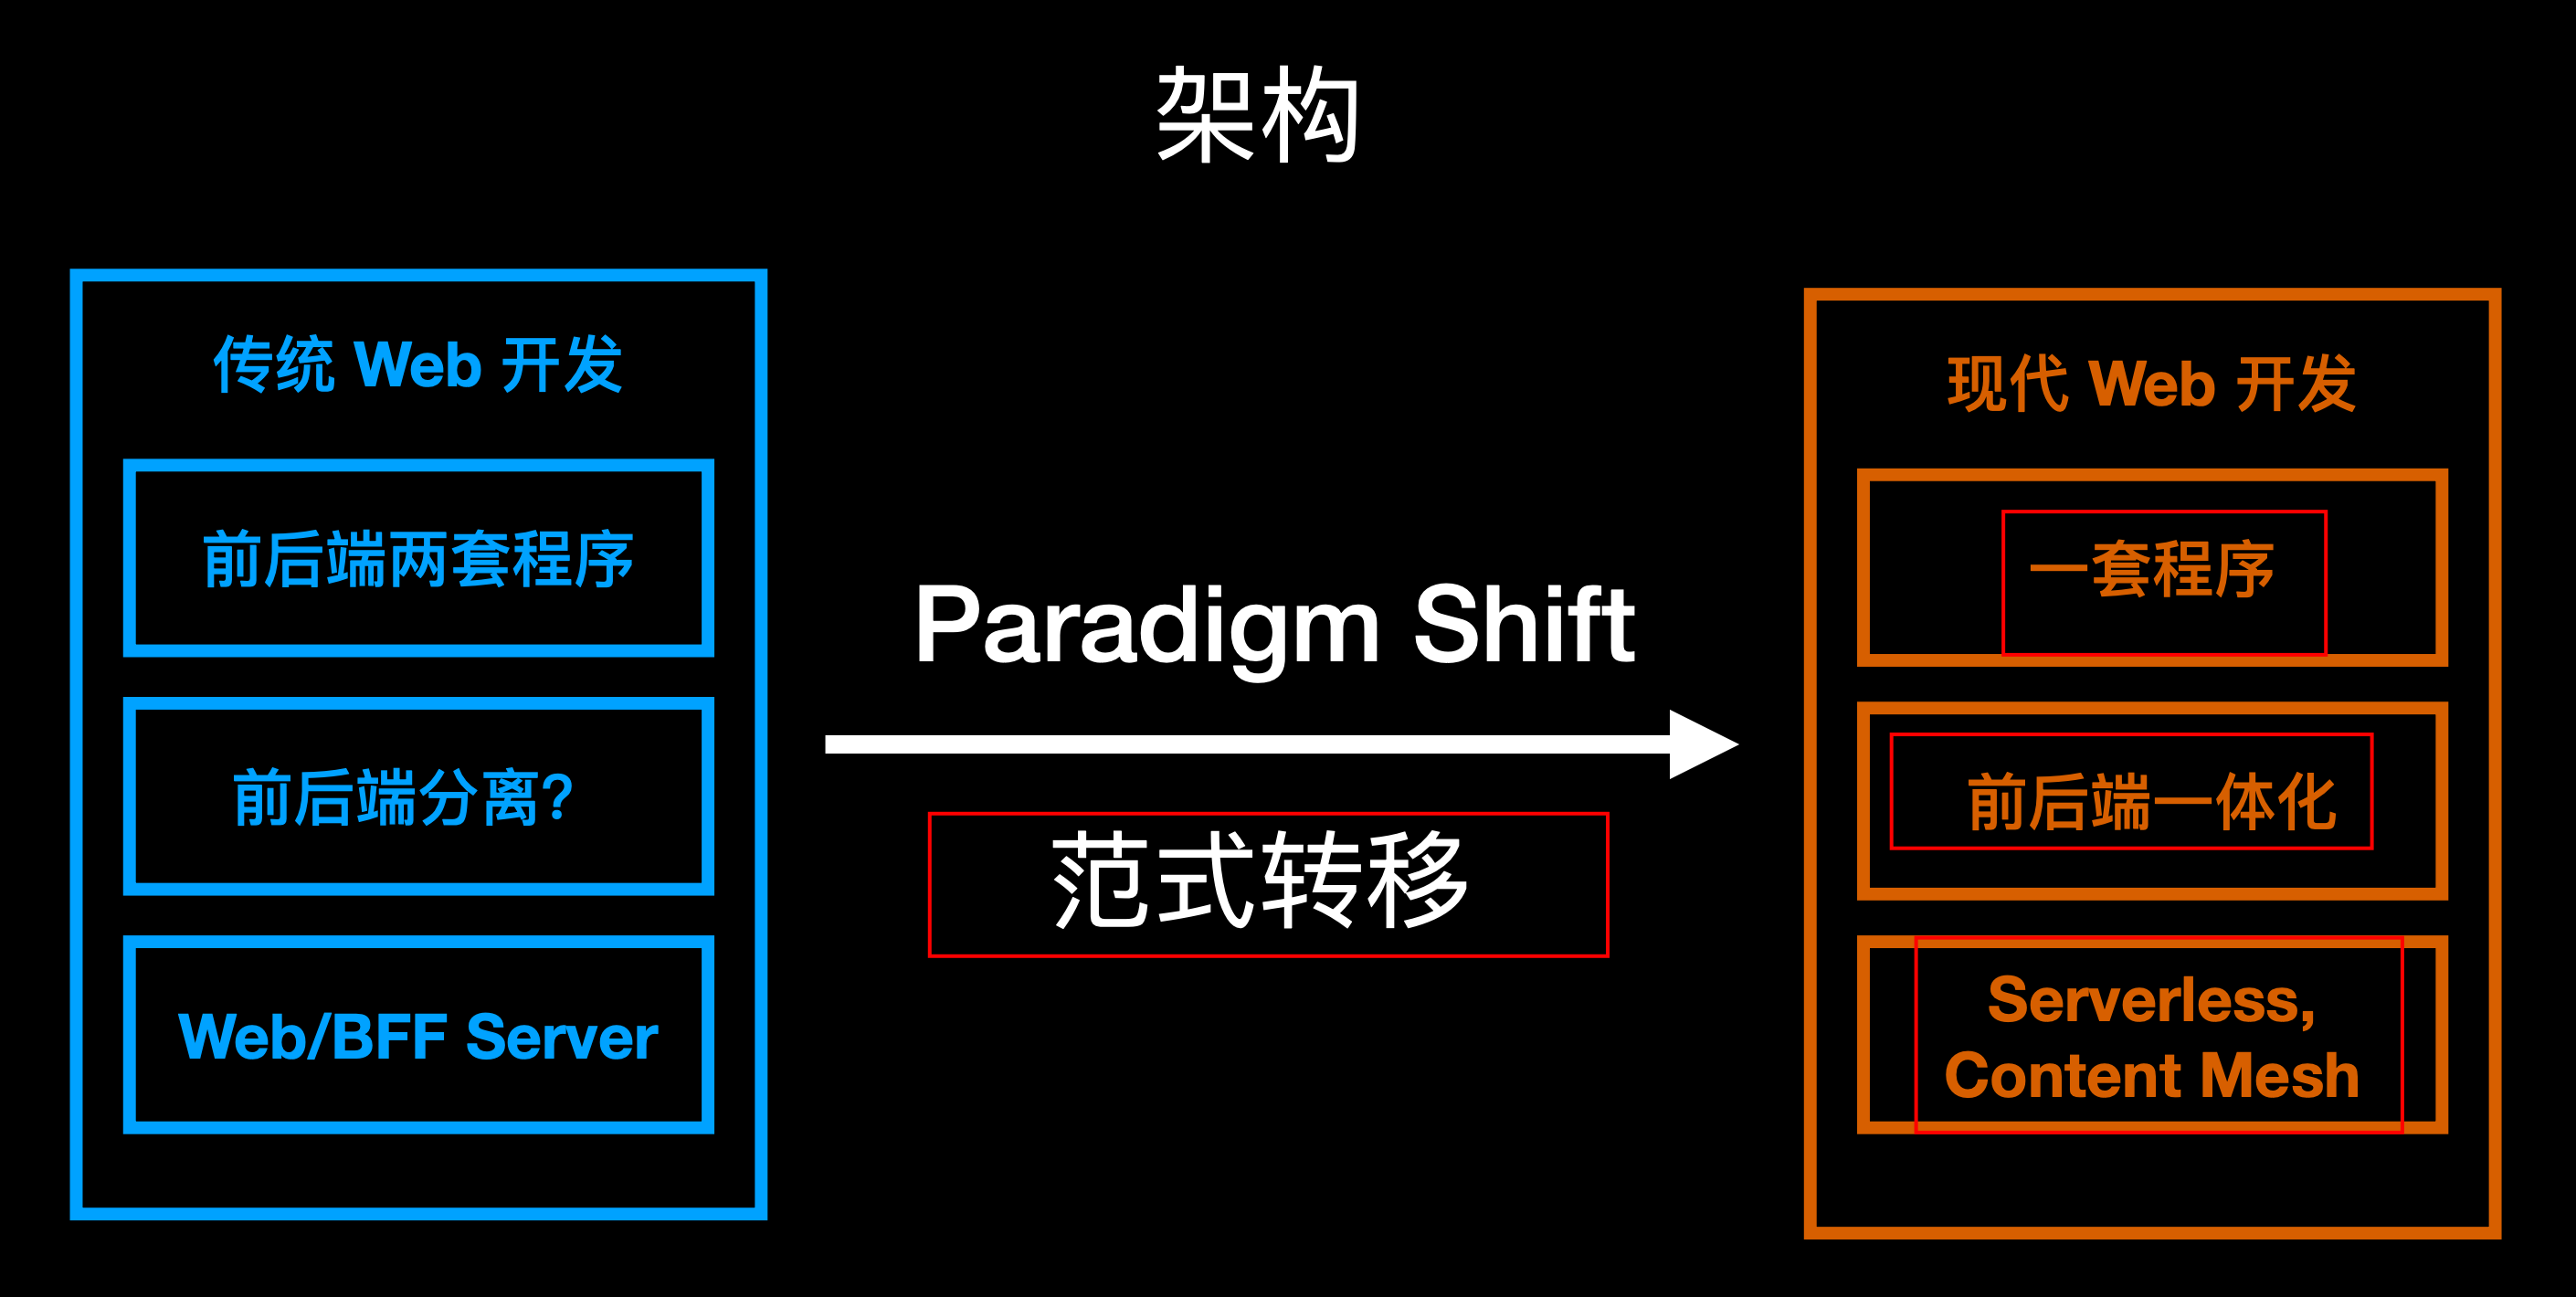 架构
传统 Web 开发
前后端两套程序
前后端分离?
Web/BFF Server
Paradigm Shift
范式转移
现代 Web 开发
一套程序
前后端一体化
Serverless,
Content Mesh